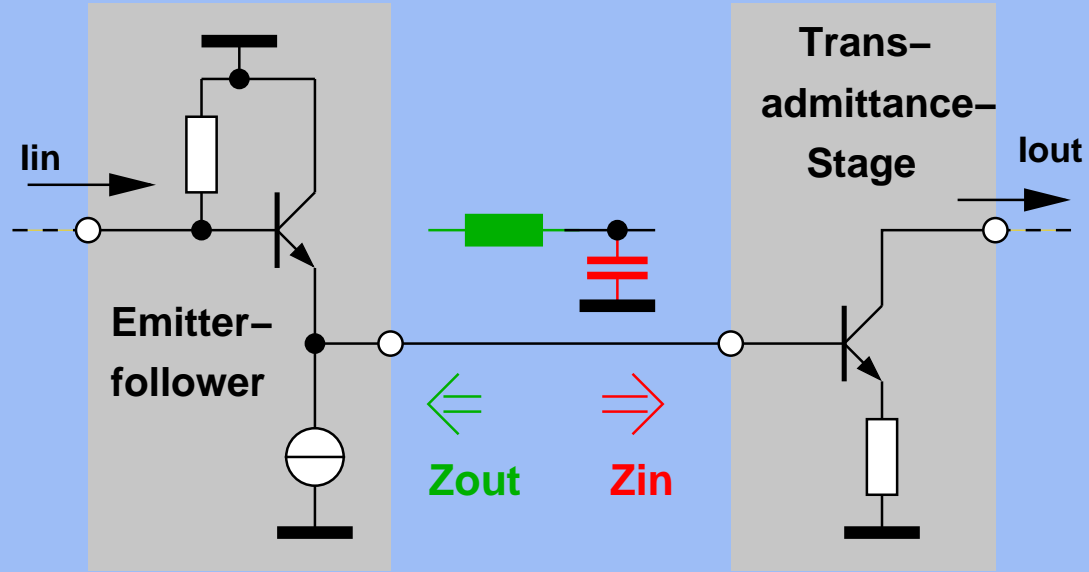 Trans–
admittance–
Stage
Iin
Iout
Emitter–
follower
Zout
Zin